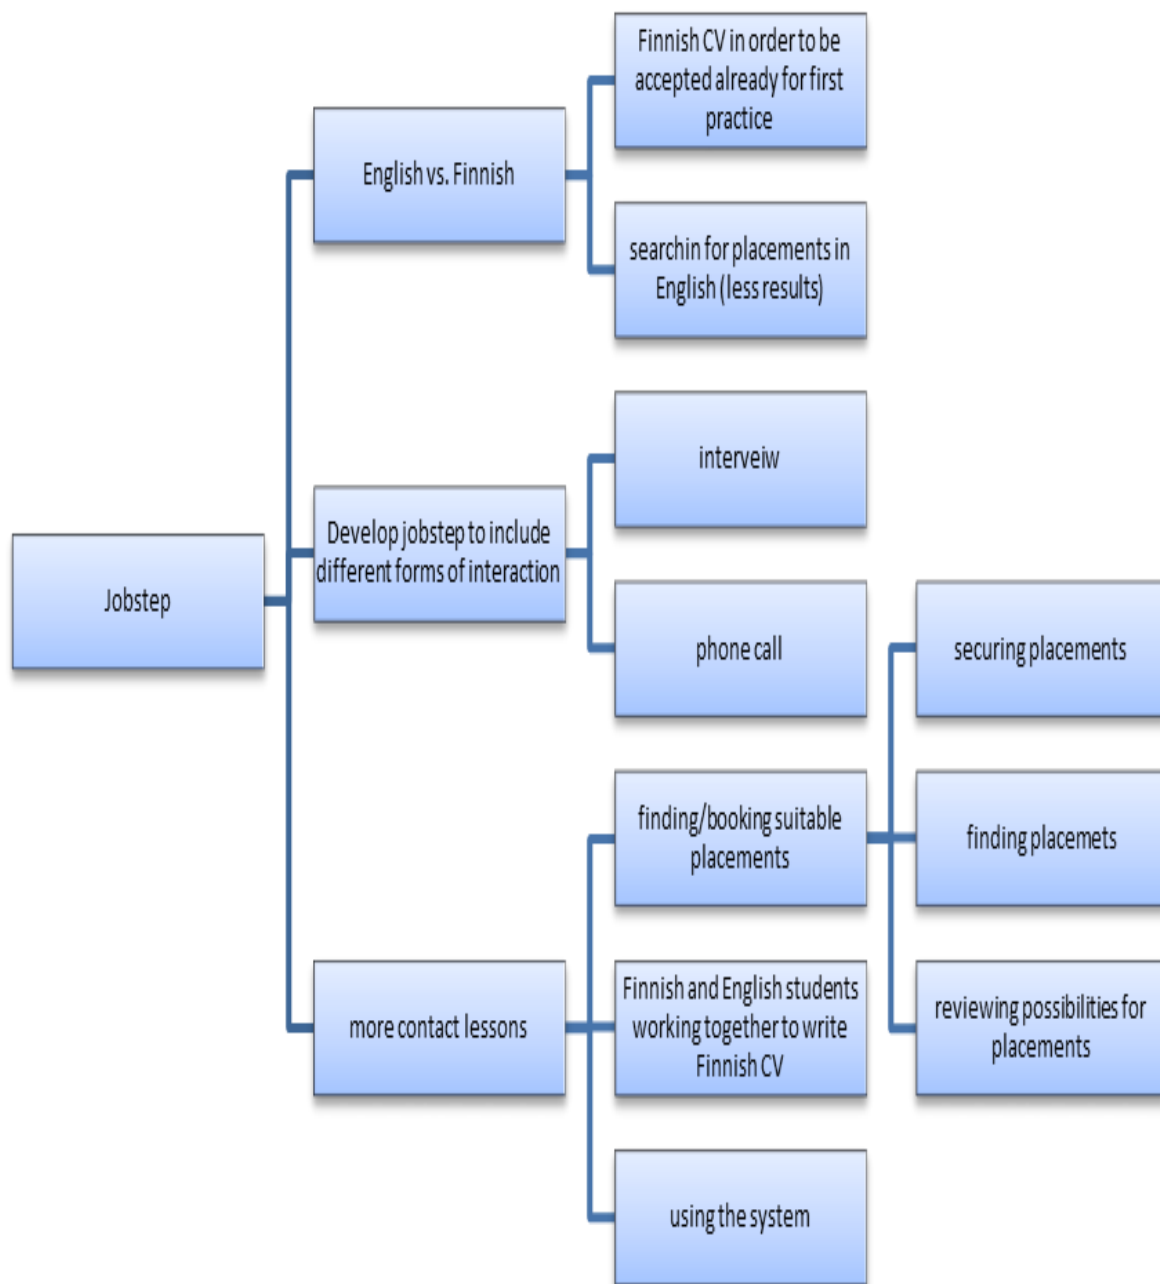 Finnish CV in order to be
accepted already for first
practice
English vs. Finnish
searchin for placements in
English (less results)
interveiw
Develop jobstep to include
different forms of interaction
Jobstep
phone call
securing placements
finding/booking suitable
placements
finding placemets
more contact lessons
Finnish and English students
working together to write
Finnish CV
reviewing possibilities for
placements
using the system